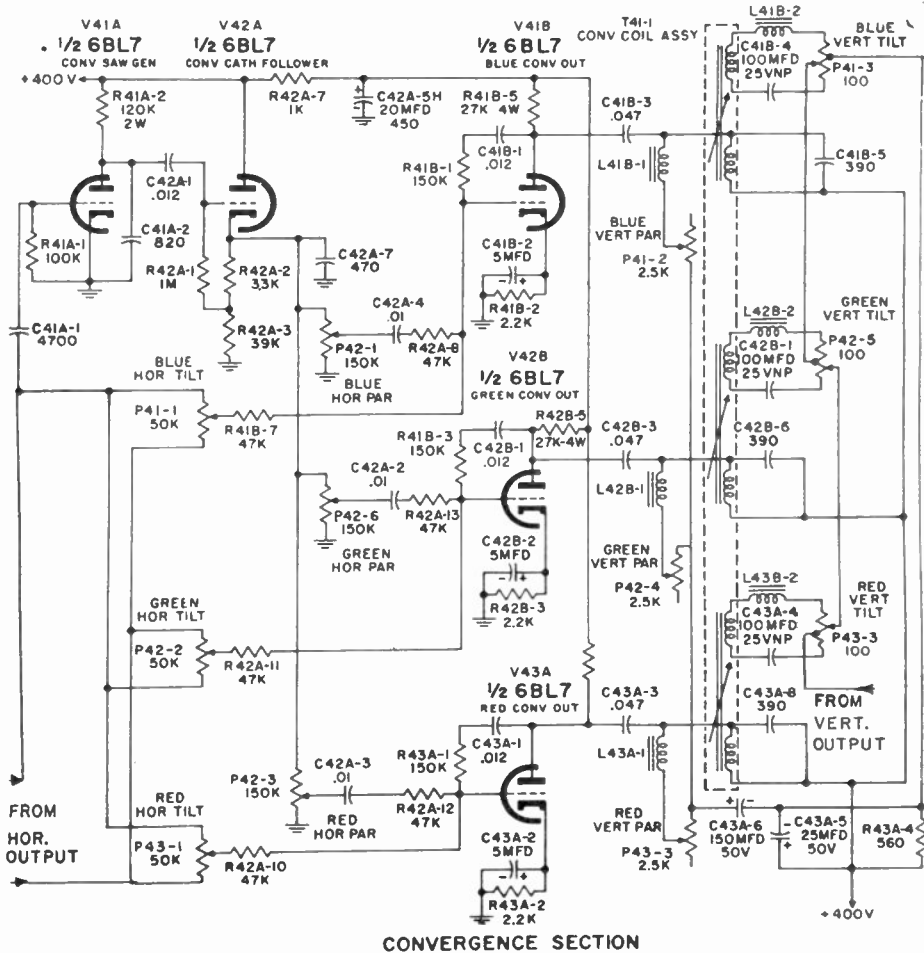 V41A
½ 6BL7
CONV SAW GEN
V42A
½ 6BL7
CONV CATH FOLLOWER
V41B
½ 6BL7
BLUE CONV OUT
T41-1
CONV COIL ASSY
L41B-2
C41B-4
100MFD
25VNP
BLUE
VERT TILT
P41-3
100
+400V
R41A-2
120K
2W
R42A-7
1K
C42A-5H
20MFD
450
R41B-5
27K 4W
C41B-3
.047
C42A-1
.012
R41B-1
150K
C41B-1
.012
L41B-1
C41B-5
390
R41A-1
100K
C41A-2
820
R42A-1
1M
R42A-2
3.3K
C42A-7
470
C41B-2
5MFD
R41B-2
2.2K
BLUE
VERT PAR
P41-2
2.5K
C41A-1
4700
R42A-3
39K
P42-1
150K
BLUE
HOR PAR
C42A-4
.01
R42A-8
47K
V42B
½ 6BL7
GREEN CONV OUT
L42B-2
C42B-1
100MFD
25VNP
GREEN
VERT TILT
P42-5
100
BLUE
HOR TILT
P41-1
50K
R41B-7
47K
R41B-3
150K
C42B-1
.012
R42B-5
27K-4W
C42B-3
.047
C42B-6
390
C42A-2
.01
P42-6
150K
R42A-13
47K
GREEN
HOR PAR
L42B-1
C42B-2
5MFD
R42B-3
2.2K
GREEN
VERT PAR
P42-4
2.5K
L43B-2
C43A-4
100MFD
25VNP
RED
VERT
TILT
P43-3
100
GREEN
HOR TILT
P42-2
50K
R42A-11
47K
V43A
½ 6BL7
RED CONV OUT
C43A-3
.047
C43A-8
390
FROM
VERT.
OUTPUT
P42-3
150K
C42A-3
.01
R43A-1
150K
C43A-1
.012
L43A-1
R42A-12
47K
RED
HOR PAR
FROM
HOR.
OUTPUT
RED
HOR TILT
P43-1
50K
R42A-10
47K
C43A-2
5MFD
R43A-2
2.2K
RED
VERT PAR
P43-3
2.5K
C43A-6
150MFD
50V
C43A-5
25MFD
50V
R43A-4
560
+400V
CONVERGENCE SECTION